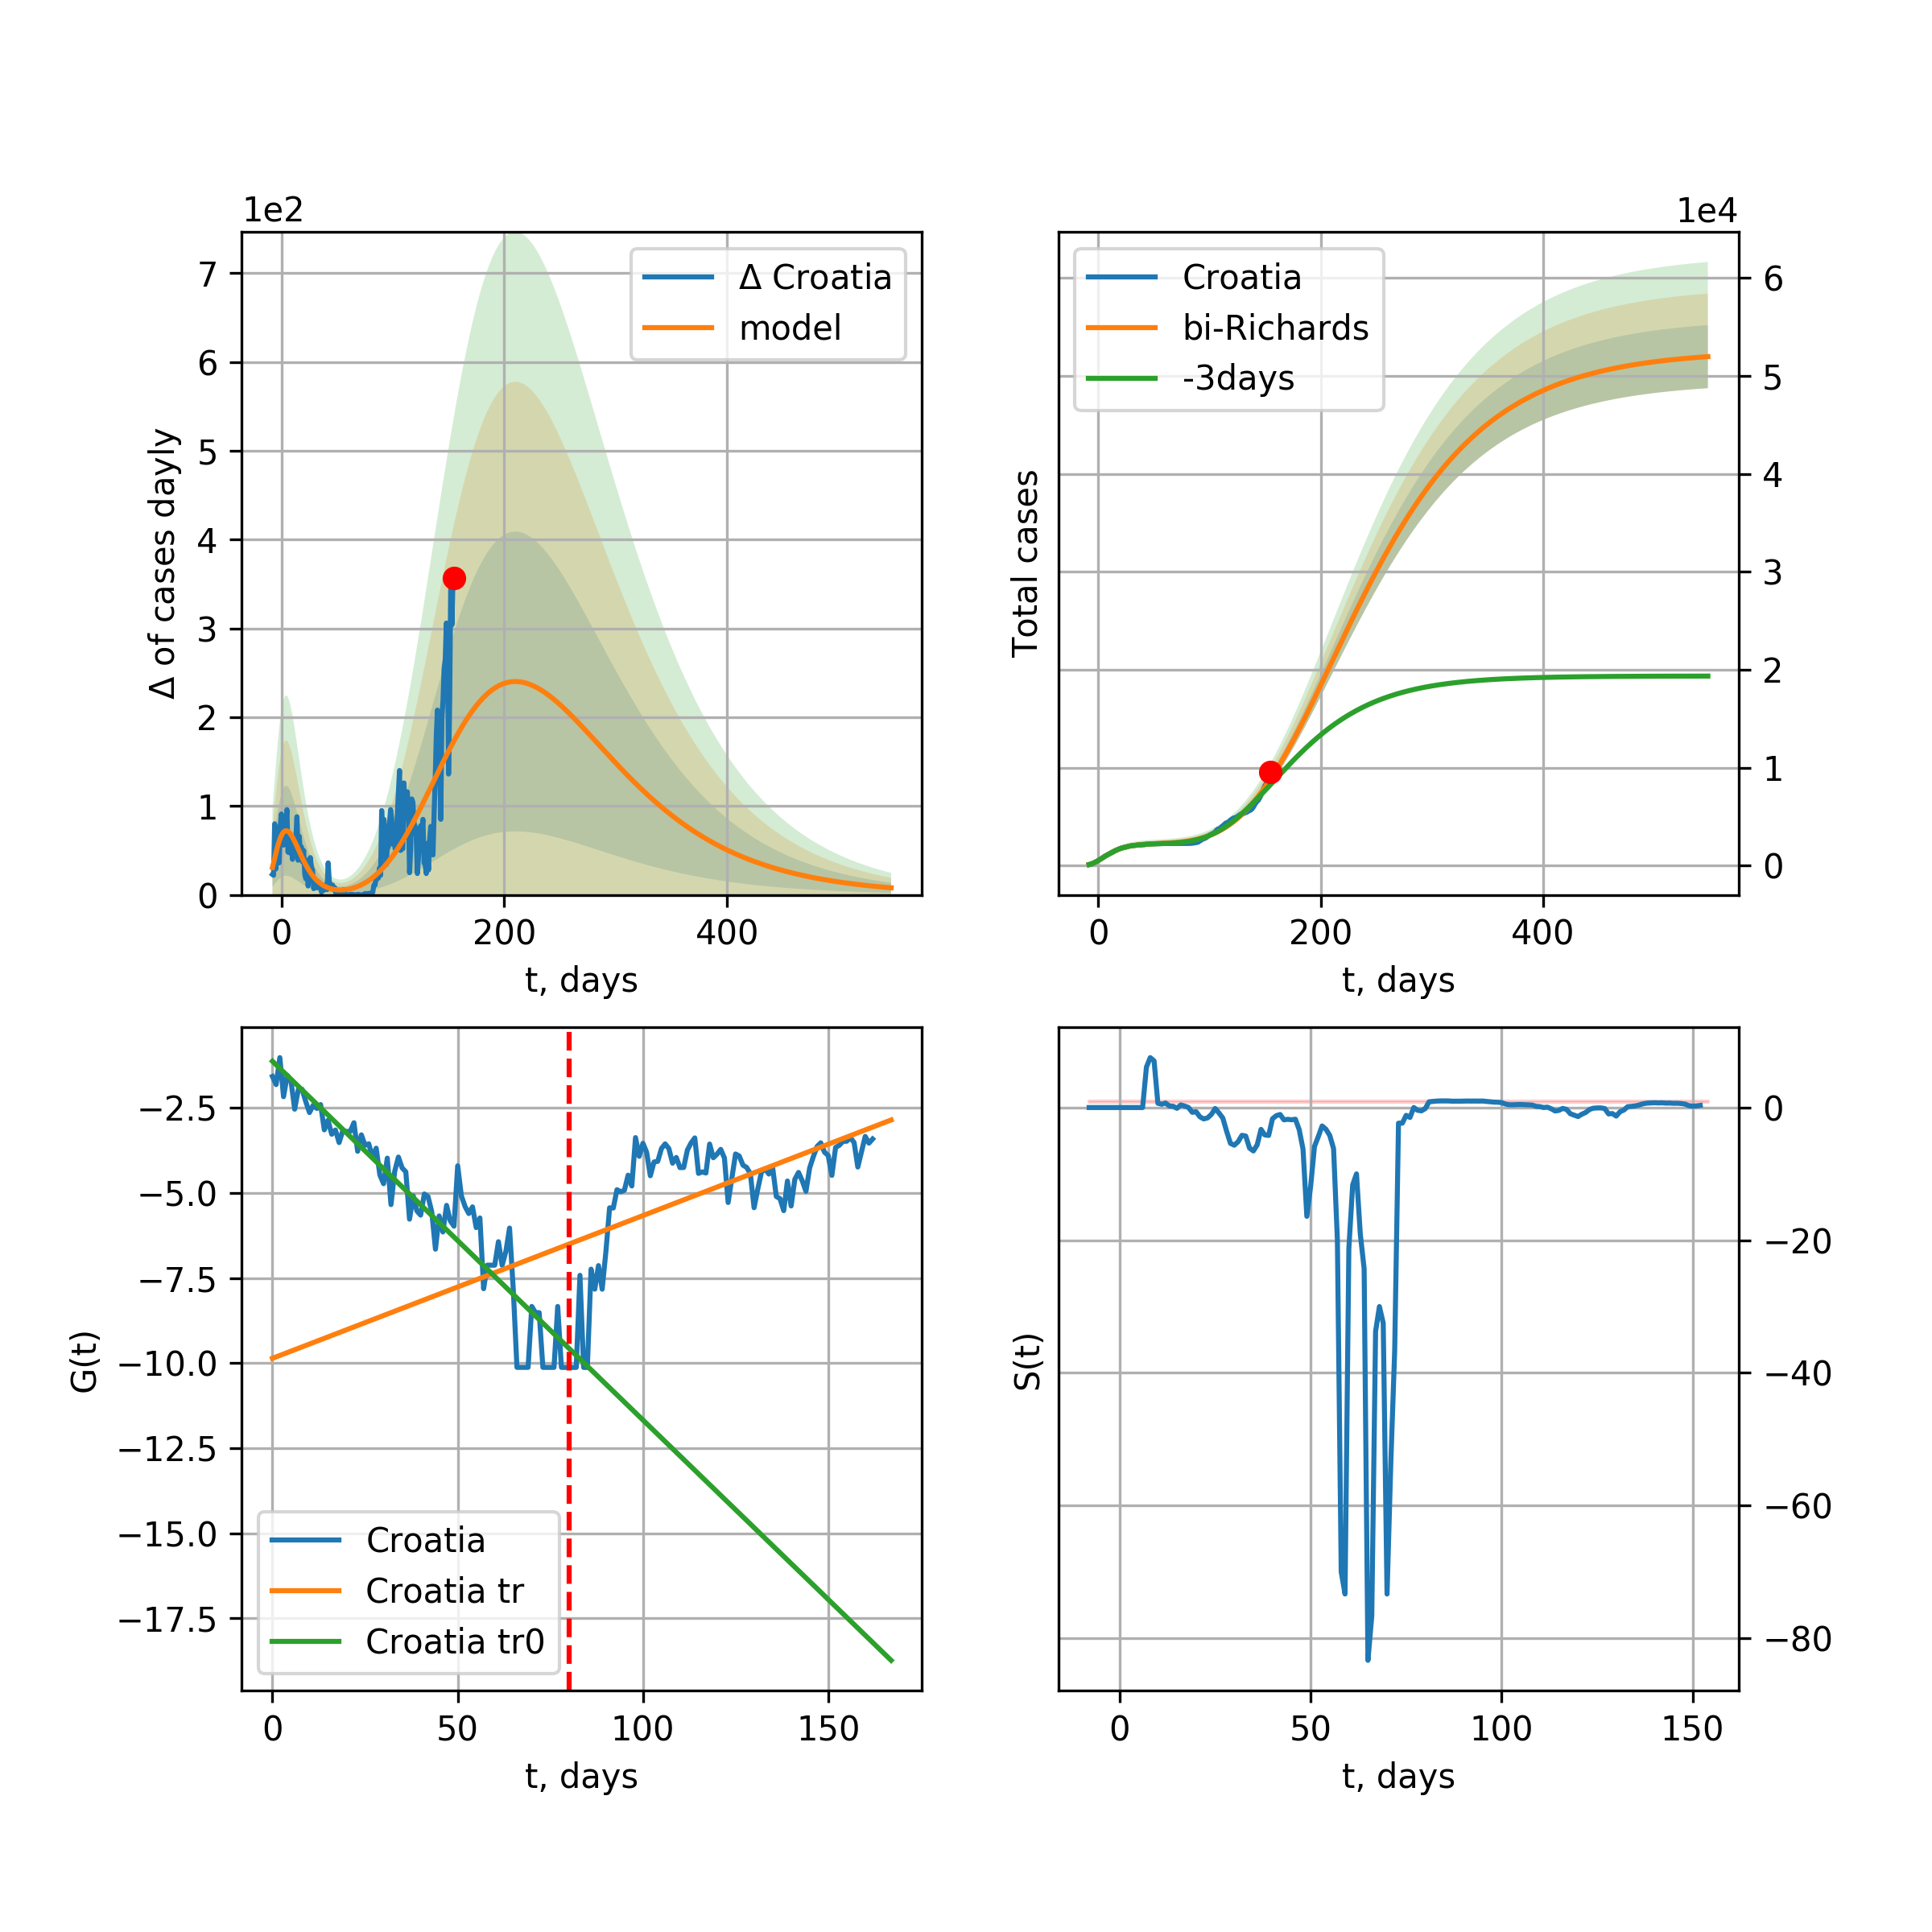 1e2
7
6
5
4
3
2
1
0
Δ of cases dayly
Δ Croatia
model
0 200 400
t, days
1e4
6
5
4
3
2
1
0
Total cases
Croatia
bi-Richards
-3days
0 200 400
t, days
−2.5
−5.0
−7.5
−10.0
−12.5
−15.0
−17.5
G(t)
Croatia
Croatia tr
Croatia tr0
0 50 100 150
t, days
0
−20
−40
−60
−80
S(t)
0 50 100 150
t, days